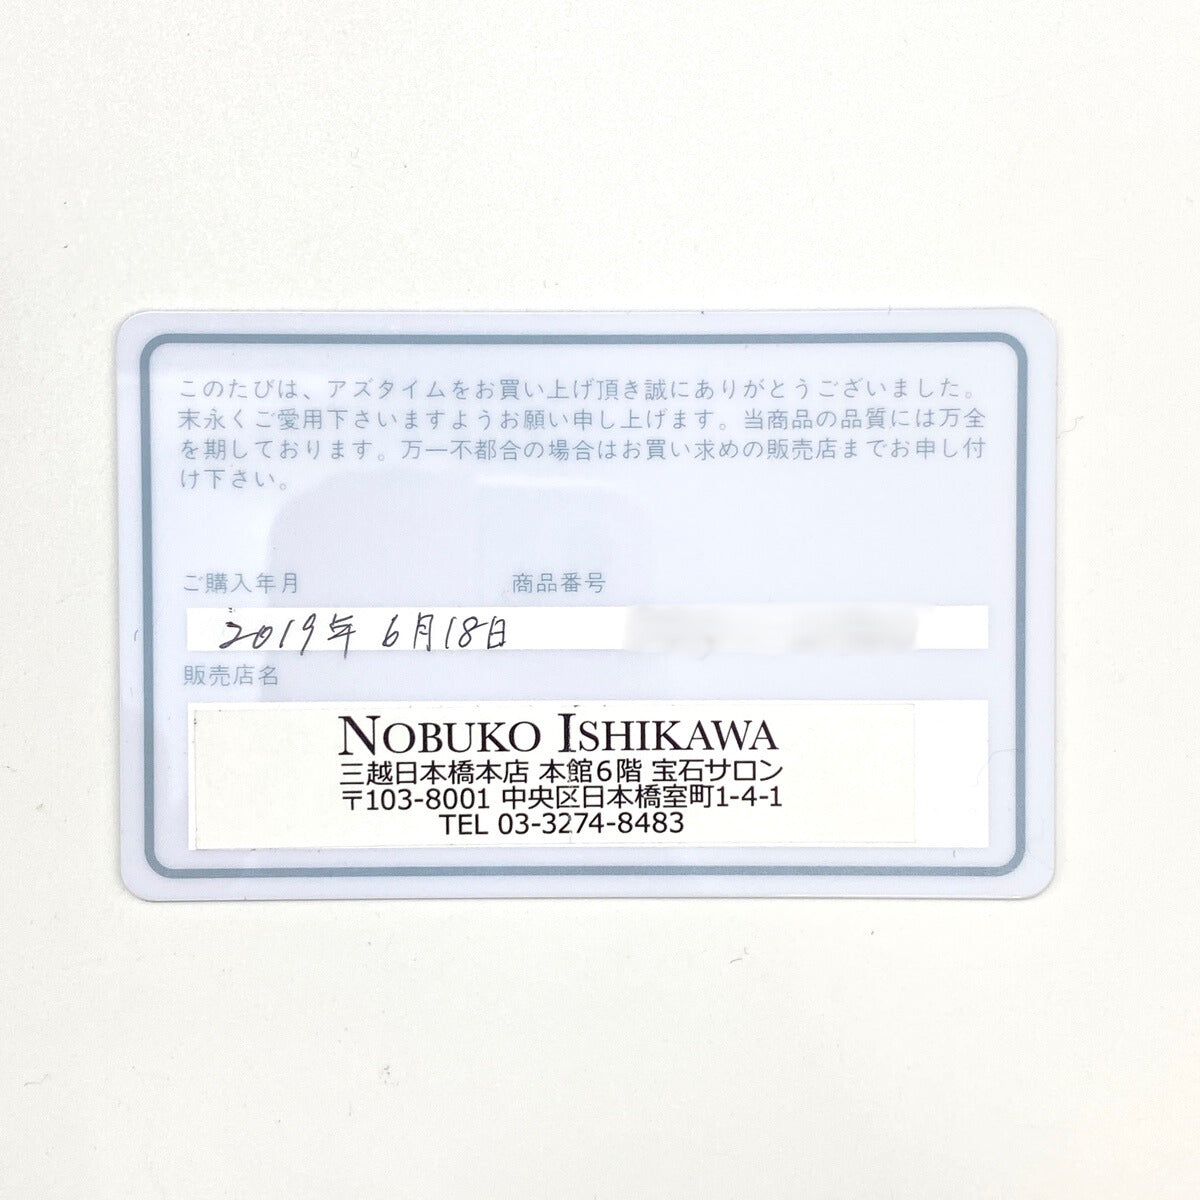 このたびは、アズタイムをお買い上げ頂き誠にありがとうございました。
末永くご愛用下さいますようお願い申し上げます。当商品の品質には万全
を期しております。万一不都合の場合はお買い求めの販売店までお申し付
け下さい。
ご購入年月 商品番号
2019年 6月18日
販売店名
NOBUKO ISHIKAWA
三越日本橋本店 本館6階 宝石サロン
〒103-8001 中央区日本橋室町1-4-1
TEL 03-3274-8483